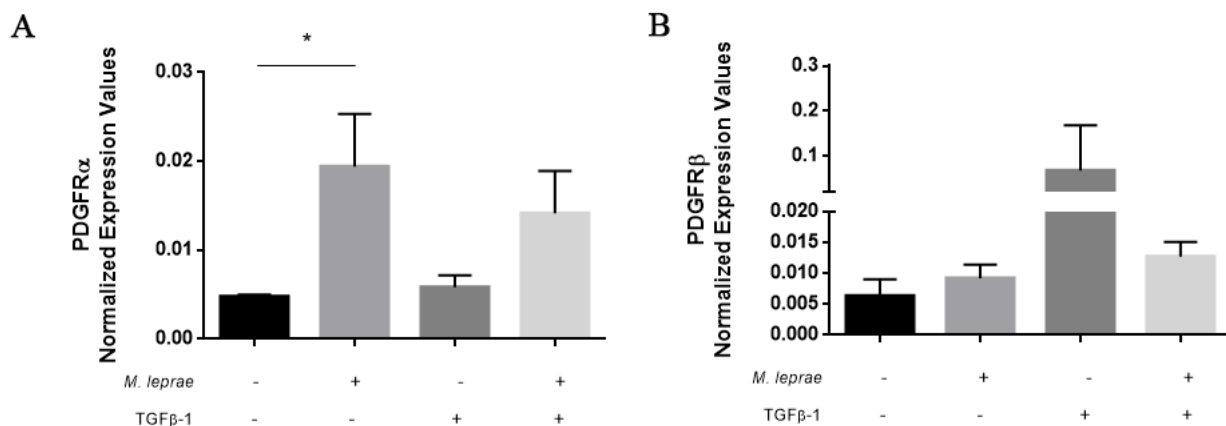 A
*
PDGFRα
Normalized Expression Values
0.03
0.02
0.01
0.00
M. leprae - + - +
TGFβ-1 - - + +
B
PDGFRβ
Normalized Expression Values
0.3
0.2
0.1
0.020
0.015
0.010
0.005
0.000
M. leprae - + - +
TGFβ-1 - - + +